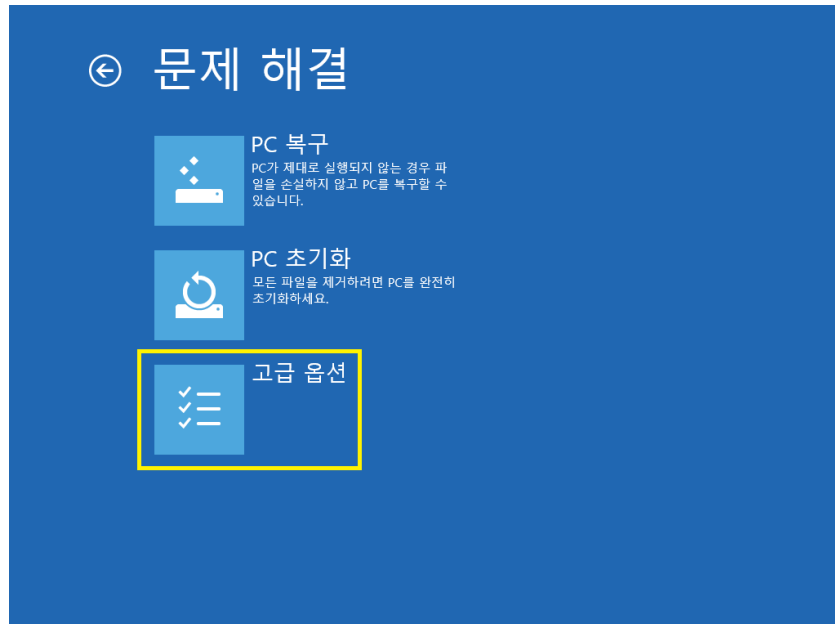 문제 해결
PC 복구
PC가 제대로 실행되지 않는 경우 파
일을 손실하지 않고 PC를 복구할 수
있습니다.
PC 초기화
모든 파일을 제거하려면 PC를 완전히
초기화하세요.
고급 옵션